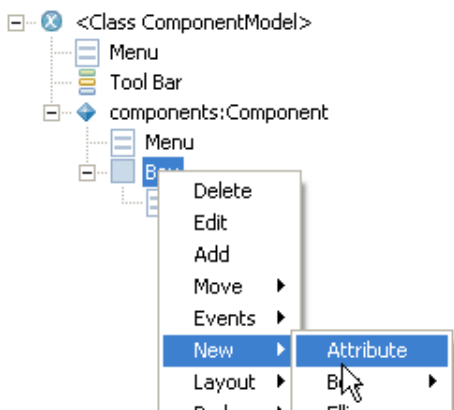 <Class ComponentModel>
Menu
Tool Bar
components:Component
Menu
Delete
Edit
Add
Move
Events
New
Attribute
Layout